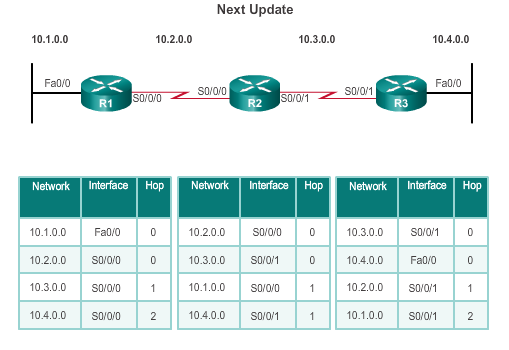 Next Update
10.1.0.0 10.2.0.0 10.3.0.0 10.4.0.0
Fa0/0 S0/0/0 S0/0/1 Fa0/0
R1 S0/0/0 R2 S0/0/1 R3
Network Interface Hop Network Interface Hop Network Interface Hop
10.1.0.0 Fa0/0 0 10.2.0.0 S0/0/0 0 10.3.0.0 S0/0/1 0
10.2.0.0 S0/0/0 0 10.3.0.0 S0/0/1 0 10.4.0.0 Fa0/0 0
10.3.0.0 S0/0/0 1 10.1.0.0 S0/0/0 1 10.2.0.0 S0/0/1 1
10.4.0.0 S0/0/0 2 10.4.0.0 S0/0/1 1 10.1.0.0 S0/0/1 2